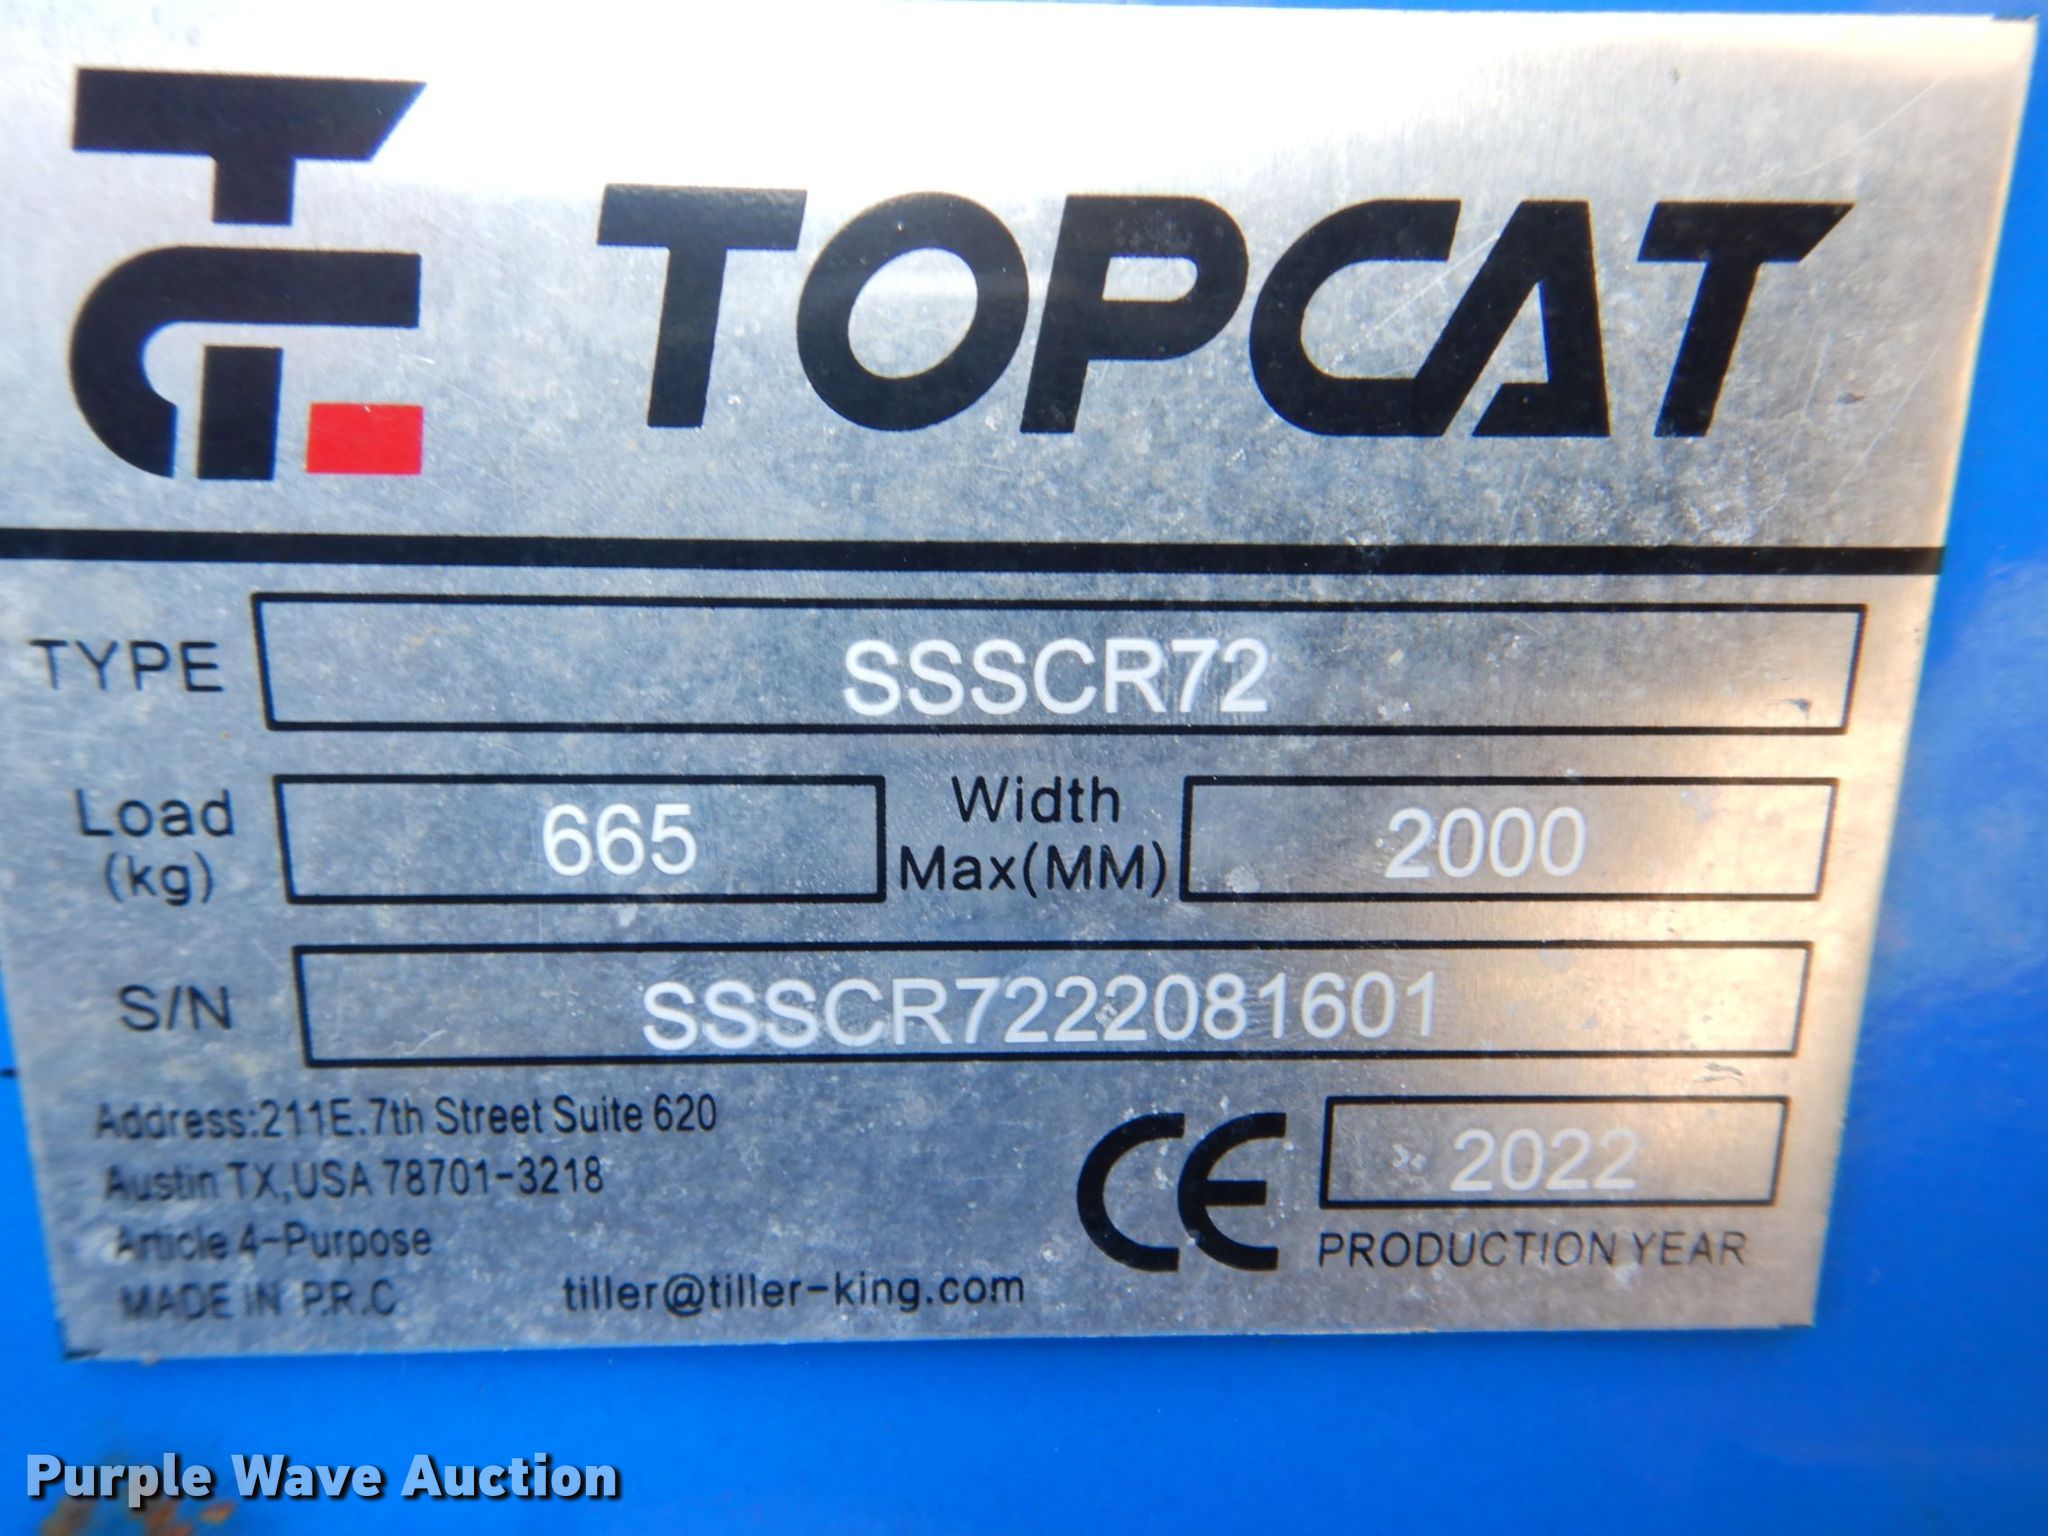 TOPCAT
TYPE SSSCR72
Load (kg) 665 Width Max(MM) 2000
S/N SSSCR7222081601
Address:211E.7th Street Suite 620
Austin TX,USA 78701-3218
Article 4-Purpose
MADE IN P.R.C
tiller@tiller-king.com
CE
2022
PRODUCTION YEAR
Purple Wave Auction